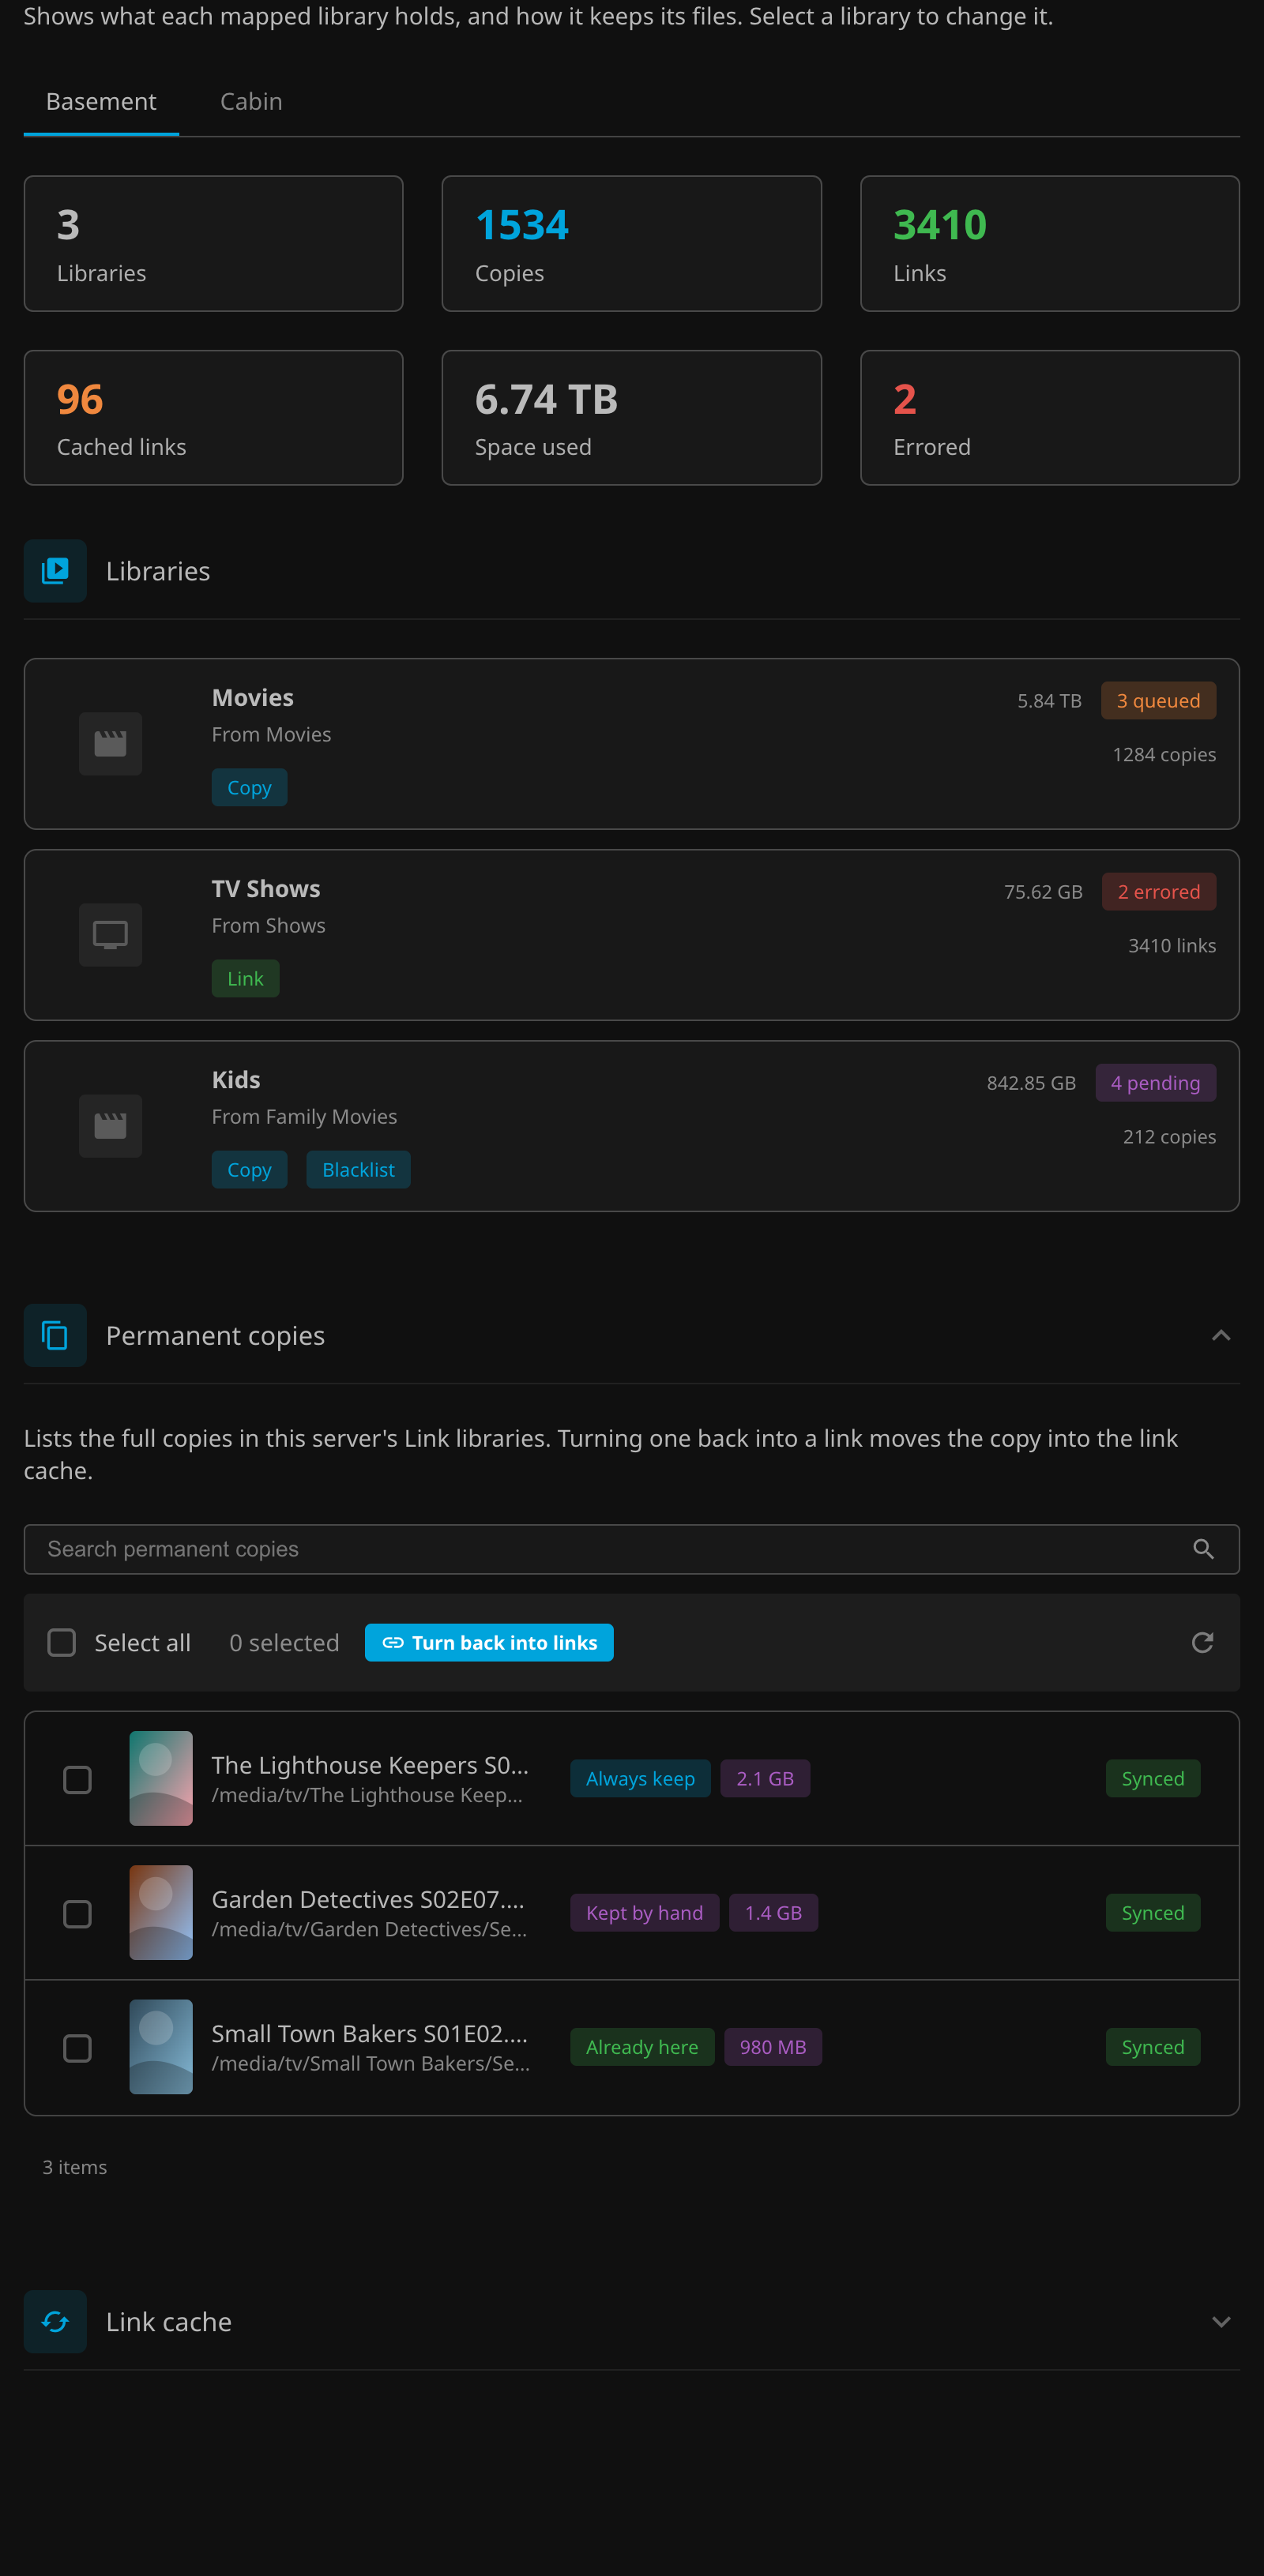 Shows what each mapped library holds, and how it keeps its files. Select a library to change it.
Basement
Cabin
3
Libraries
1534
Copies
3410
Links
96
Cached links
6.74 TB
Space used
2
Errored
Libraries
Movies
From Movies
Copy
5.84 TB
3 queued
1284 copies
TV Shows
From Shows
Link
75.62 GB
2 errored
3410 links
Kids
From Family Movies
Copy
Blacklist
842.85 GB
4 pending
212 copies
Permanent copies
Lists the full copies in this server's Link libraries. Turning one back into a link moves the copy into the link
cache.
Search permanent copies
Select all
0 selected
Turn back into links
The Lighthouse Keepers S0...
/media/tv/The Lighthouse Keep...
Always keep
2.1 GB
Synced
Garden Detectives S02E07....
/media/tv/Garden Detectives/Se...
Kept by hand
1.4 GB
Synced
Small Town Bakers S01E02....
/media/tv/Small Town Bakers/Se...
Already here
980 MB
Synced
3 items
Link cache